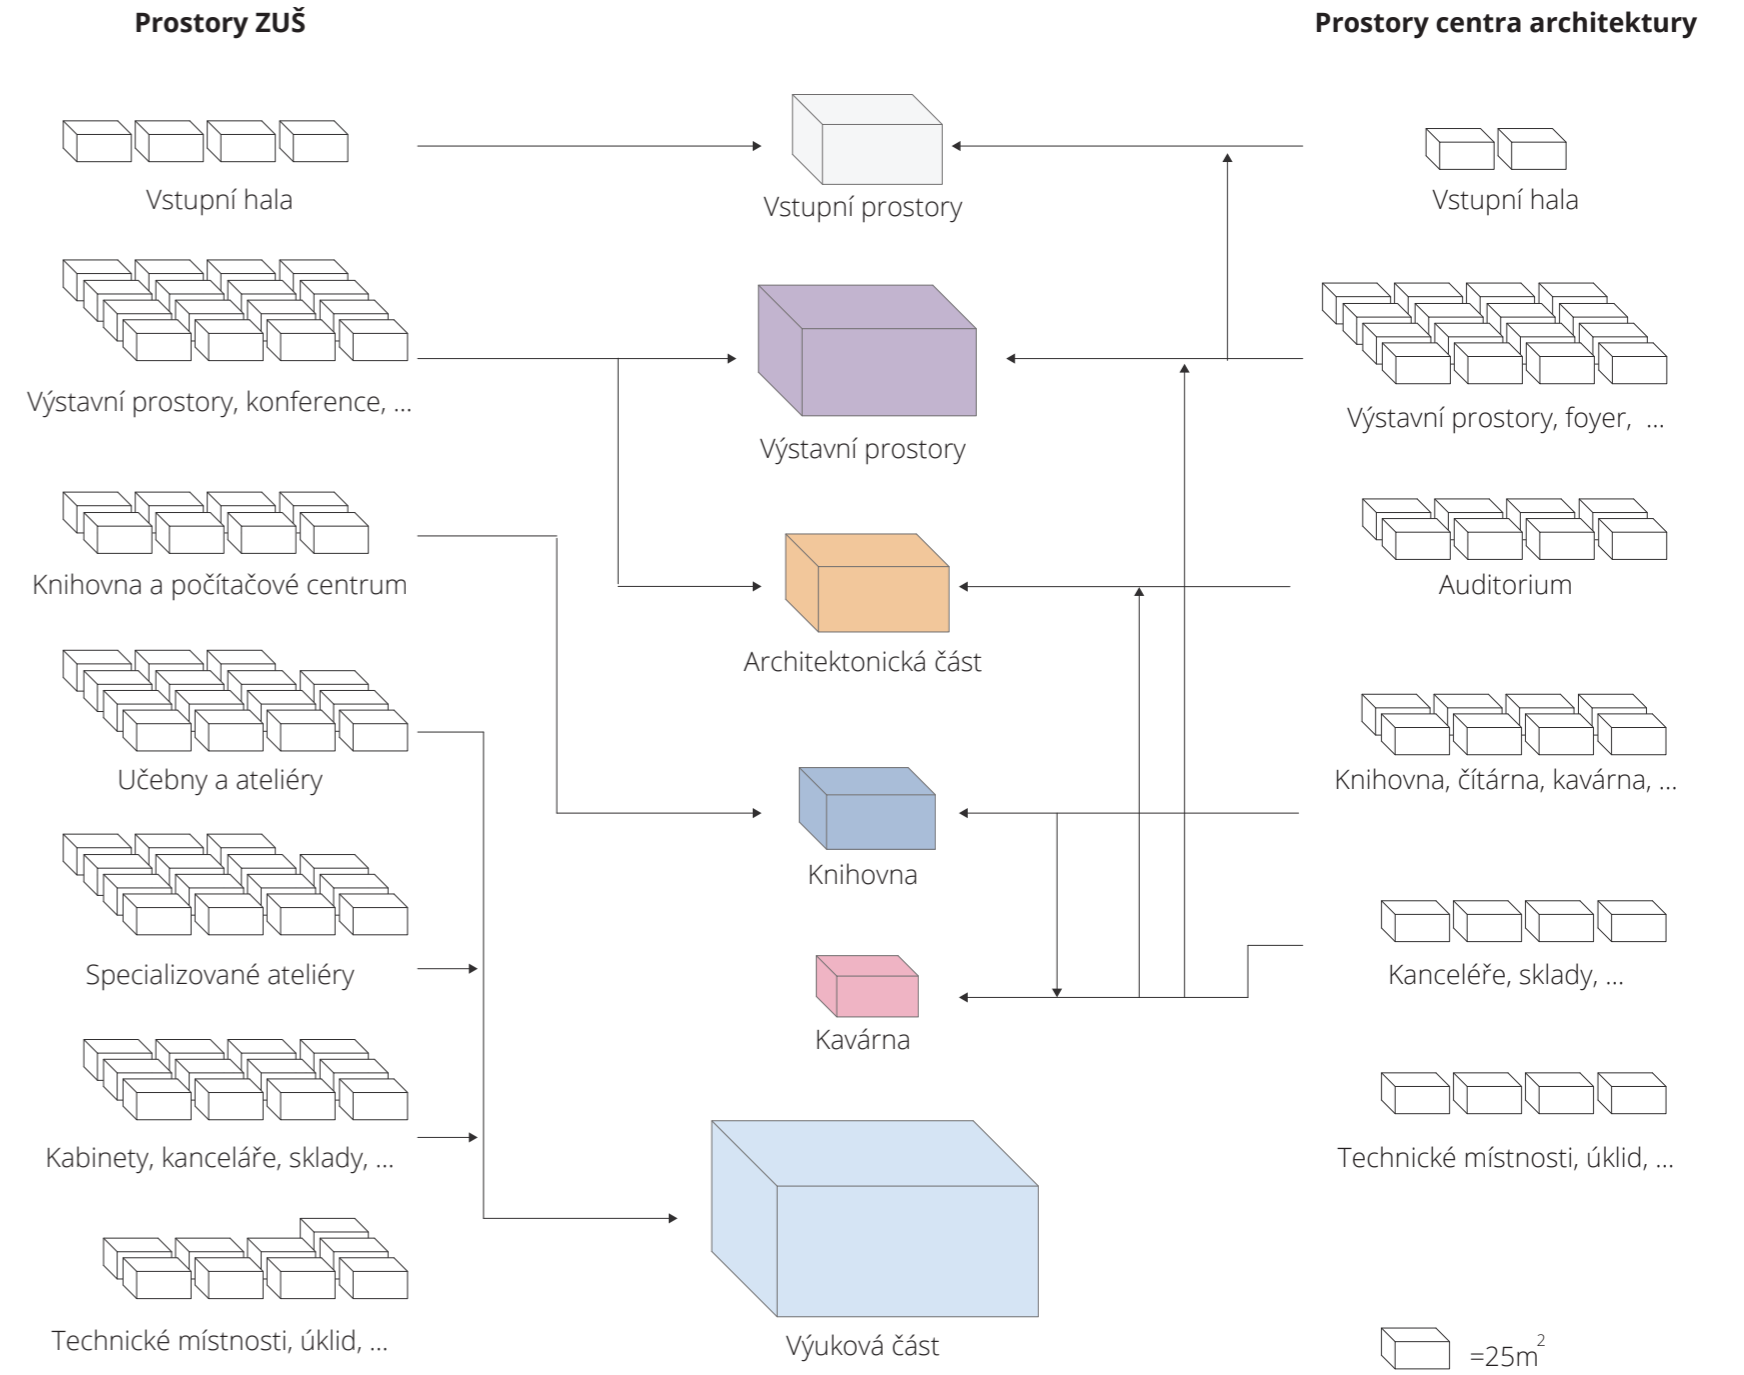 Prostory ZUŠ
Prostory centra architektury
Vstupní hala
Vstupní prostory
Vstupní hala
Výstavní prostory, konference, ...
Výstavní prostory
Výstavní prostory, foyer,  ...
Knihovna a počítačové centrum
Architektonická část
Auditorium
Učebny a ateliéry
Knihovna
Knihovna, čítárna, kavárna, ...
Specializované ateliéry
Kavárna
Kanceléře, sklady, ...
Kabinety, kanceláře, sklady, ...
Technické místnosti, úklid, ...
Technické místnosti, úklid, ...
Výuková část
=25m²